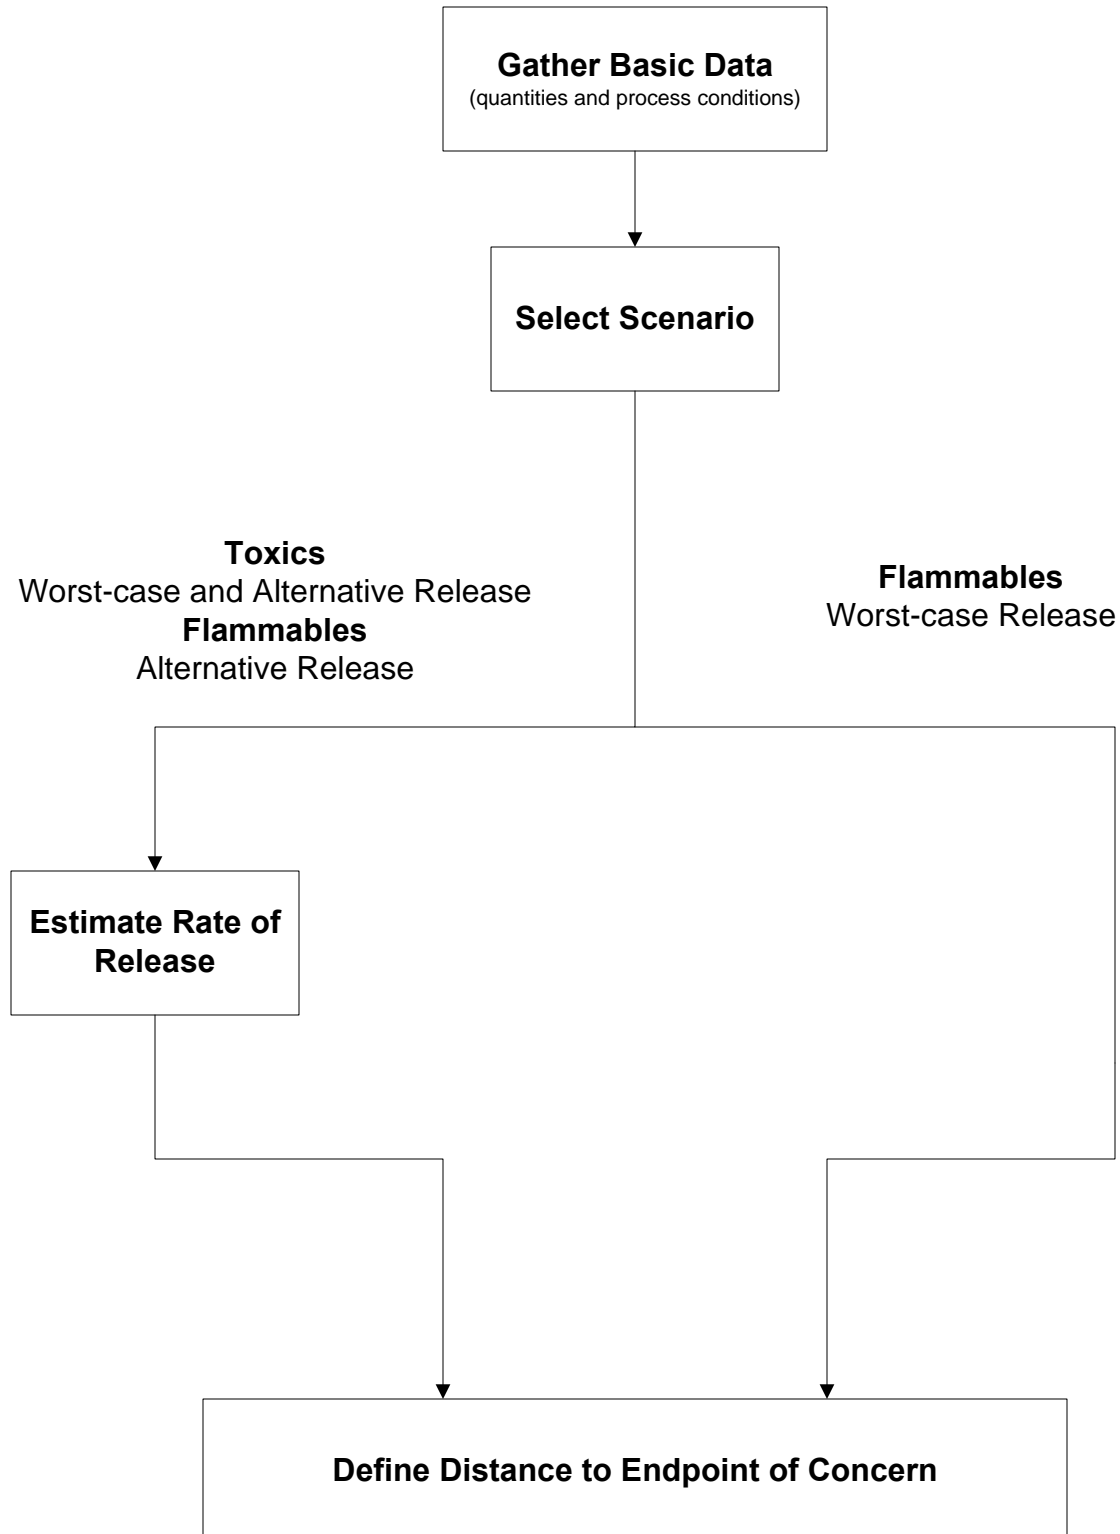 Gather Basic Data
(quantities and process conditions)
Select Scenario
Toxics
Worst-case and Alternative Release
Flammables
Alternative Release
Flammables
Worst-case Release
Estimate Rate of
Release
Define Distance to Endpoint of Concern